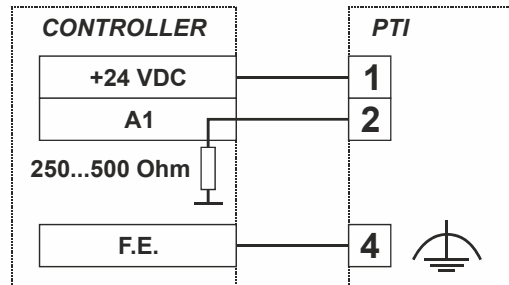 CONTROLLER PTI
+24 VDC 1
A1 2
250...500 Ohm
F.E. 4